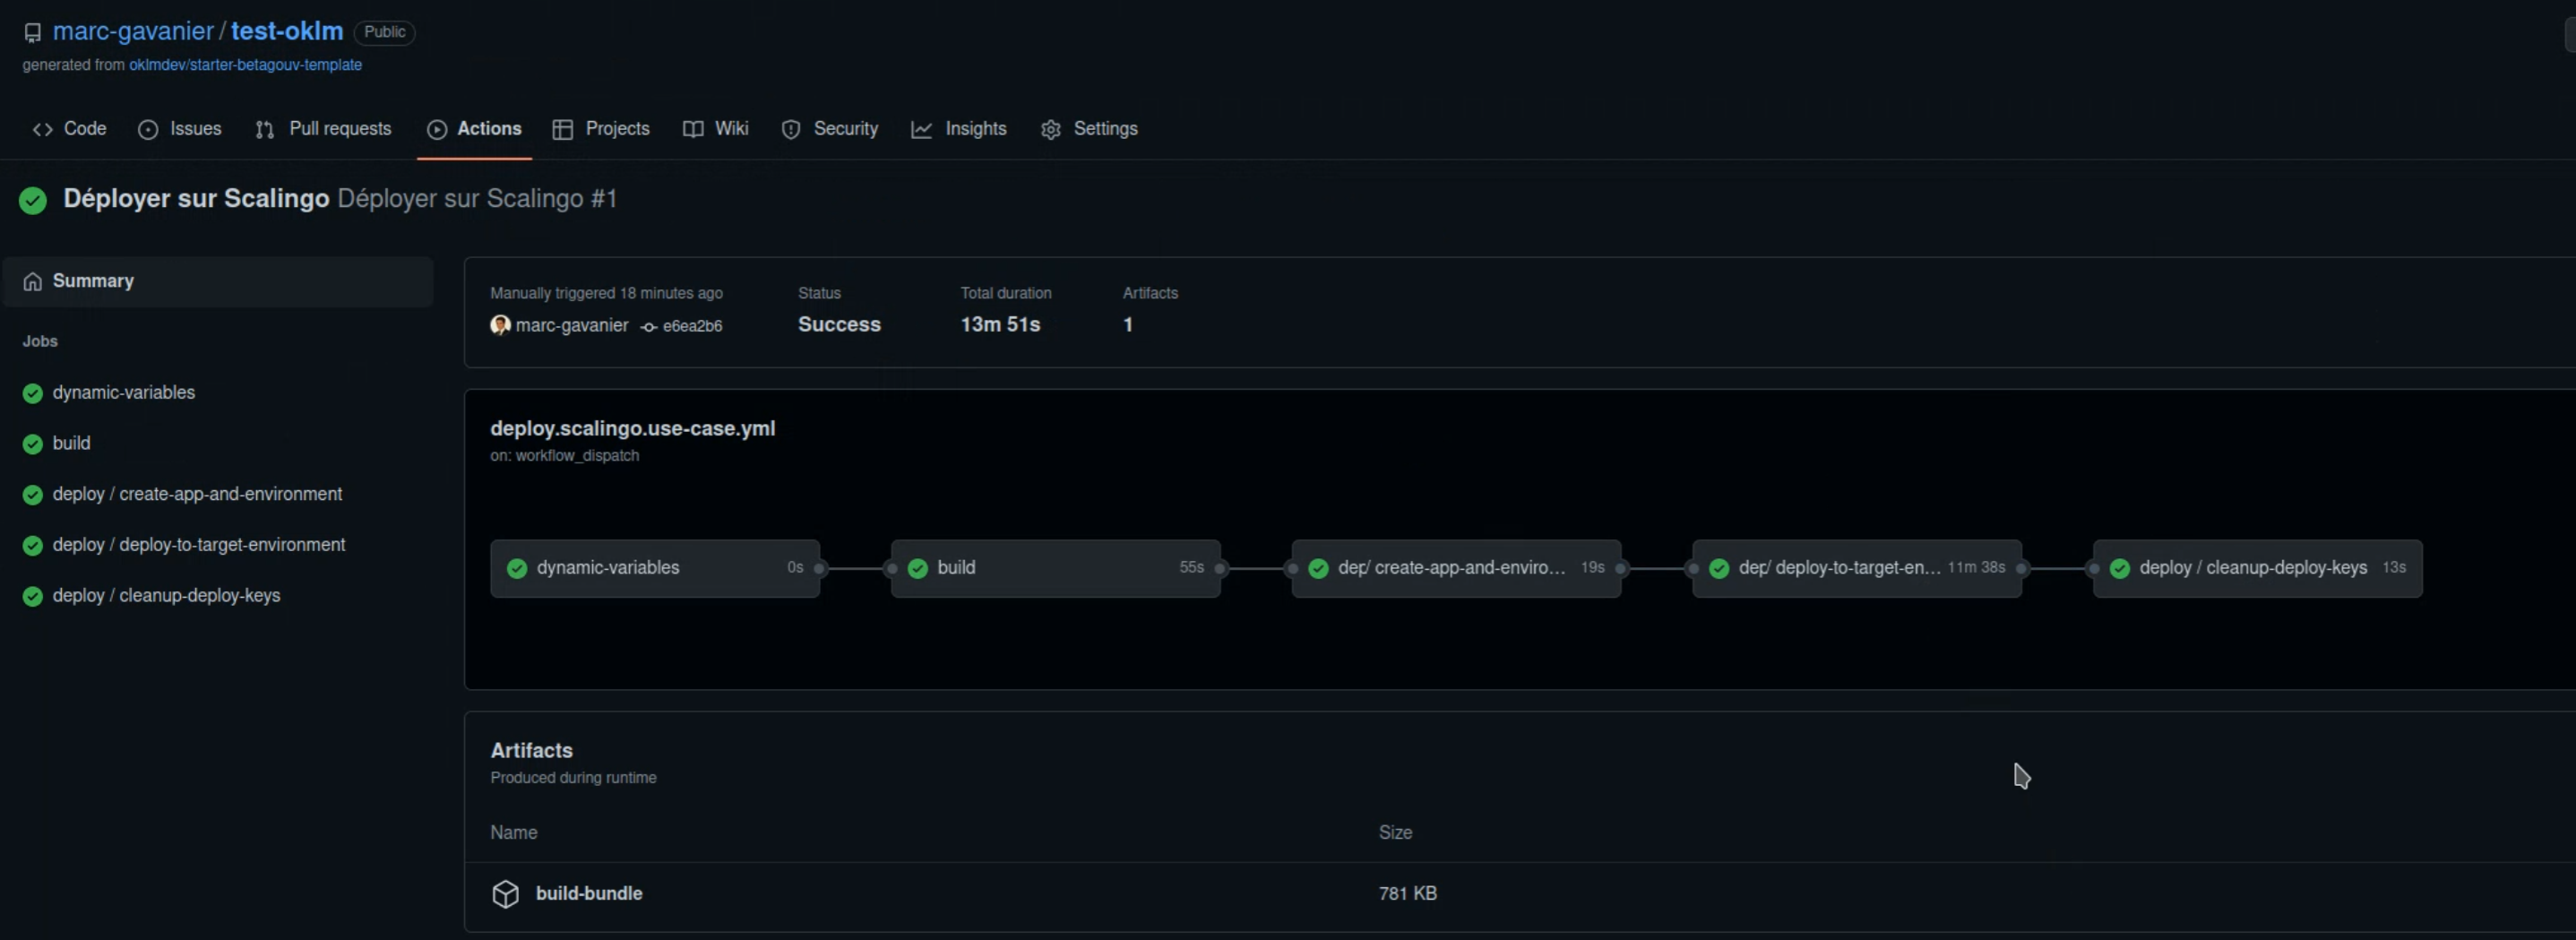 marc-gavanier / test-oklm Public
generated from oklmdev/starter-betagouv-template
Code Issues Pull requests Actions Projects Wiki Security Insights Settings
Déployer sur Scalingo Déployer sur Scalingo #1
Summary
Jobs
dynamic-variables
build
deploy / create-app-and-environment
deploy / deploy-to-target-environment
deploy / cleanup-deploy-keys
Manually triggered 18 minutes ago Status Total duration Artifacts
marc-gavanier e6ea2b6 Success 13m 51s 1
deploy.scalingo.use-case.yml
on: workflow_dispatch
dynamic-variables 0s build 55s dep/ create-app-and-enviro... 19s dep/ deploy-to-target-en... 11m 38s deploy / cleanup-deploy-keys 13s
Artifacts
Produced during runtime
Name Size
build-bundle 781 KB